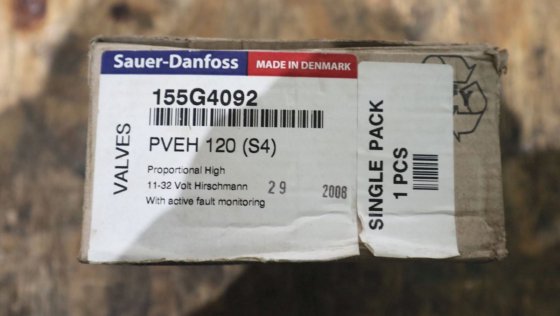 Sauer-Danfoss MADE IN DENMARK
155G4092
VALVES
PVEH 120 (S4)
Proportional High
11-32 Volt Hirschmann 29 2008
With active fault monitoring
SINGLE PACK
1 PCS